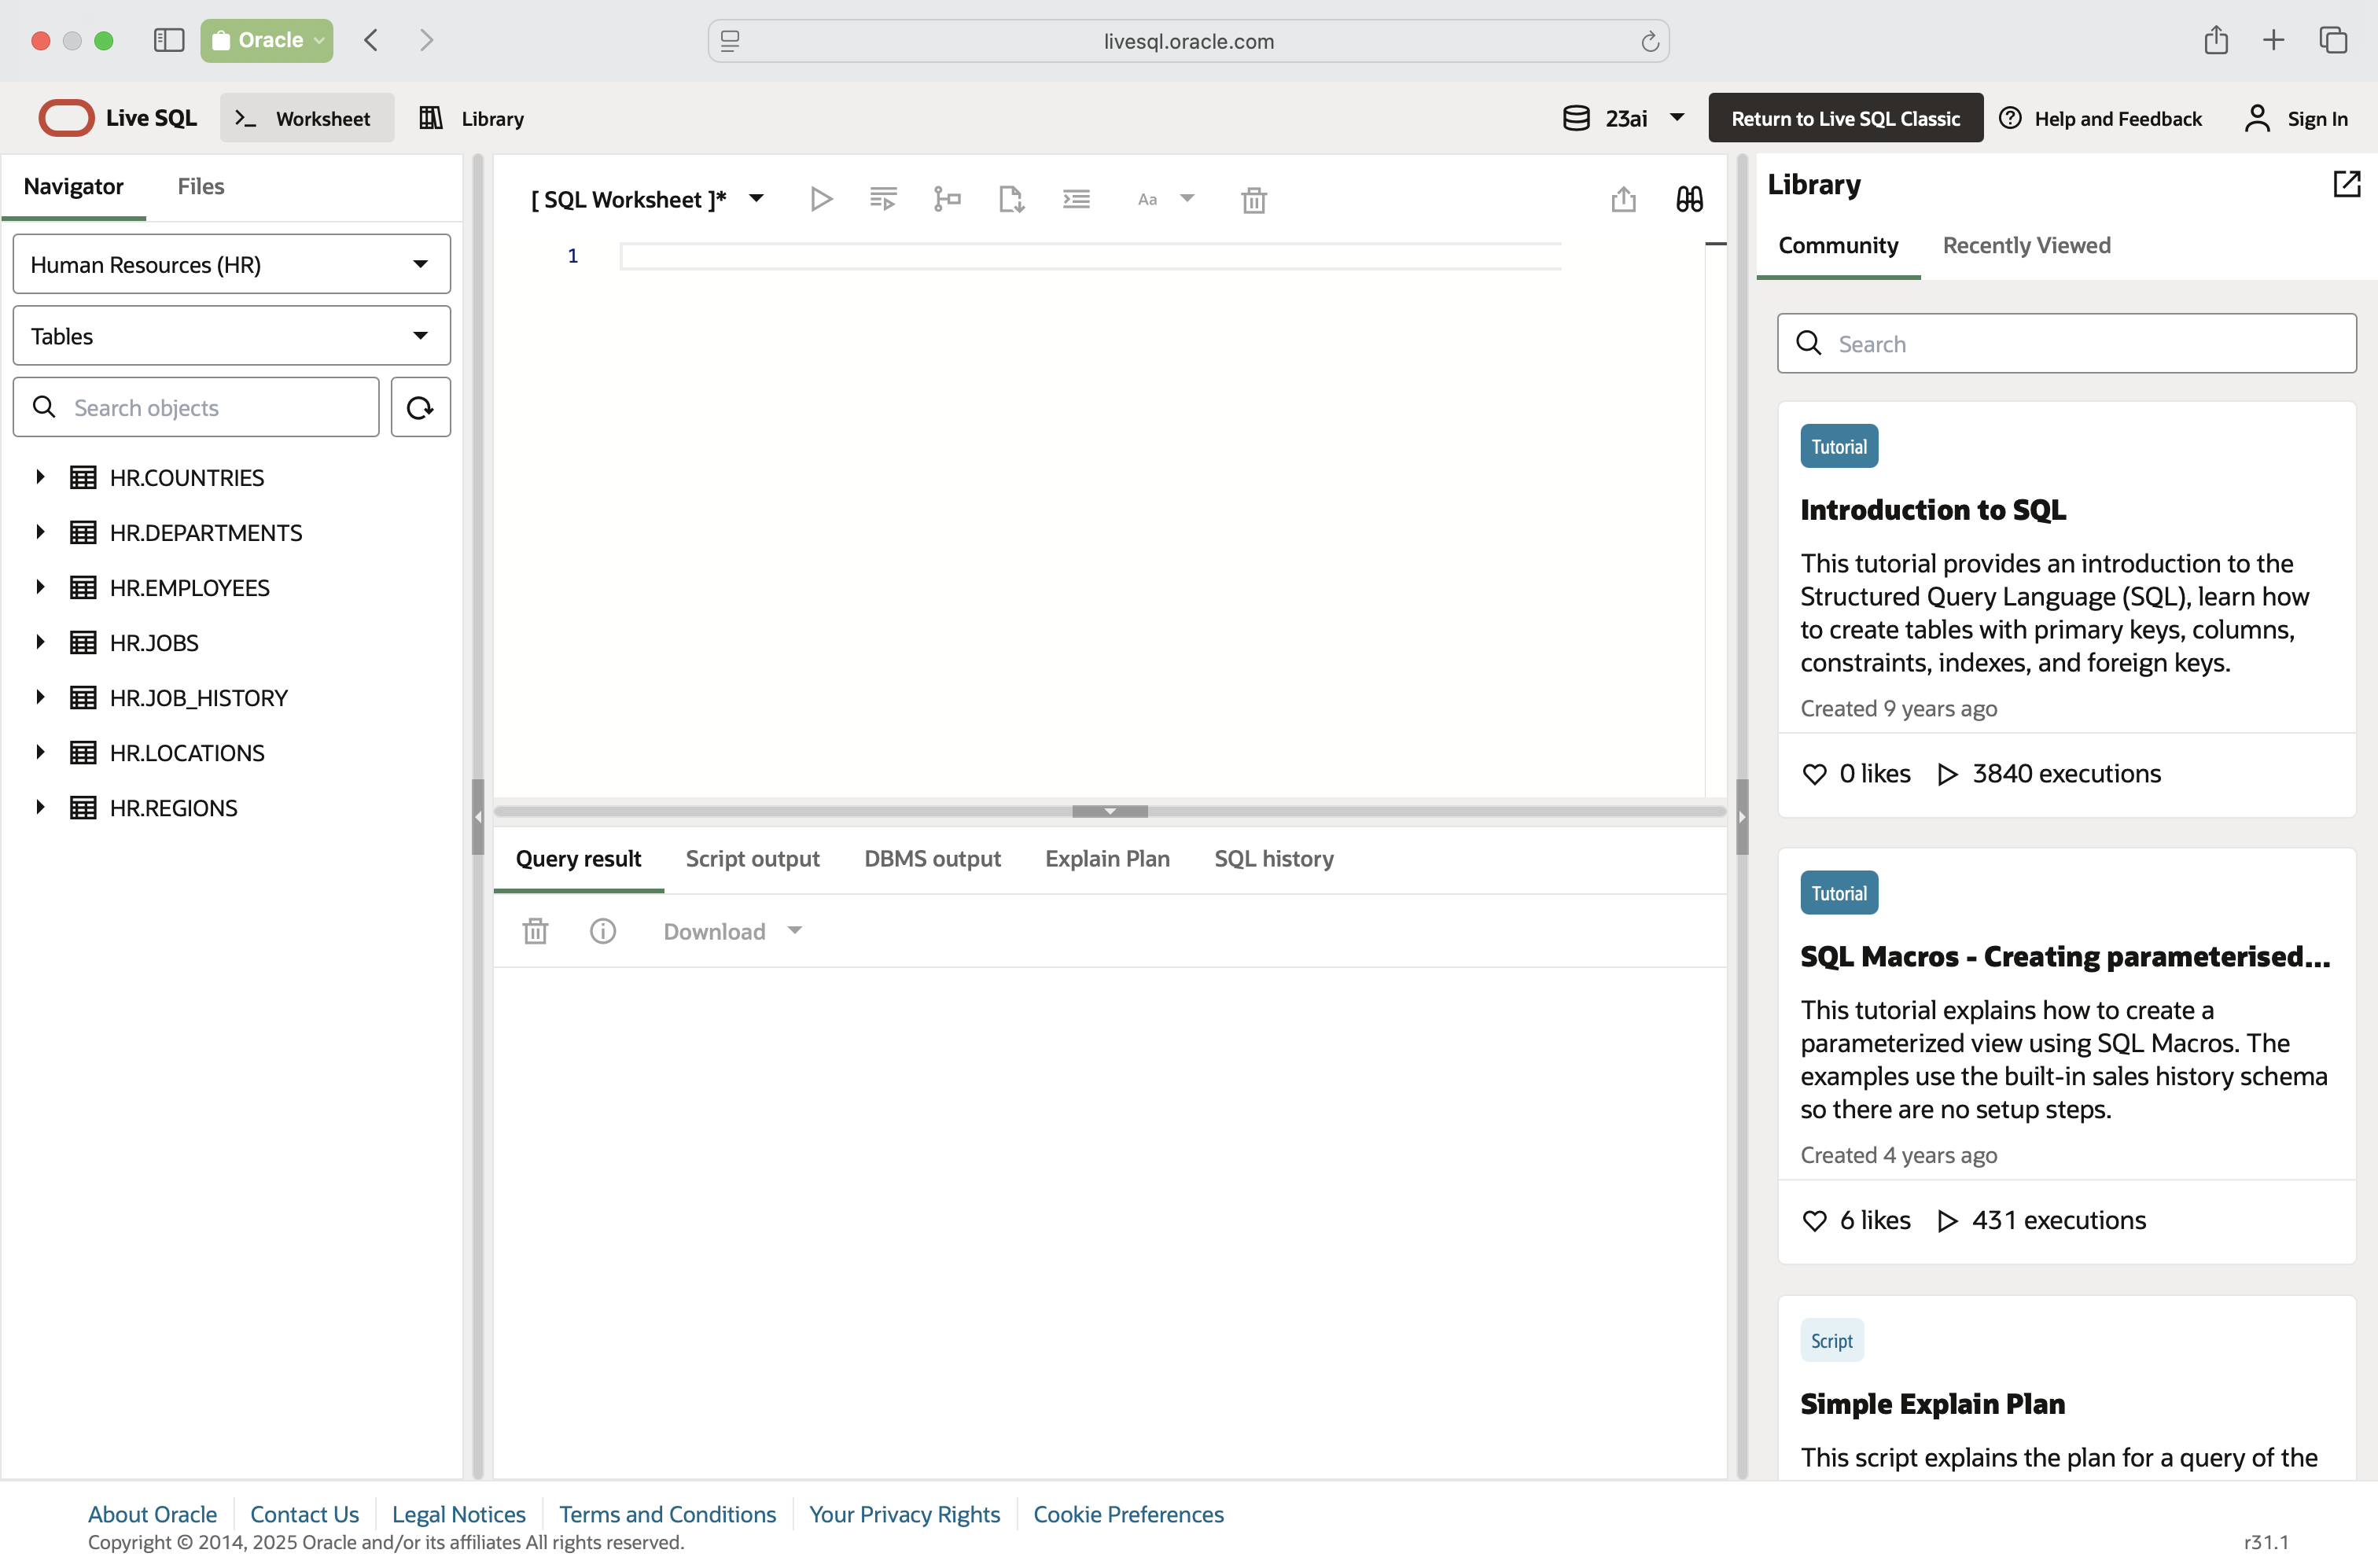 Oracle
livesql.oracle.com
Live SQL
Worksheet
Library
23ai
Return to Live SQL Classic
Help and Feedback
Sign In
Navigator
Files
Human Resources (HR)
Tables
Search objects
HR.COUNTRIES
HR.DEPARTMENTS
HR.EMPLOYEES
HR.JOBS
HR.JOB_HISTORY
HR.LOCATIONS
HR.REGIONS
[ SQL Worksheet ]*
Aa
1
Query result
Script output
DBMS output
Explain Plan
SQL history
Download
Library
Community
Recently Viewed
Search
Tutorial
Introduction to SQL
This tutorial provides an introduction to the
Structured Query Language (SQL), learn how
to create tables with primary keys, columns,
constraints, indexes, and foreign keys.
Created 9 years ago
0 likes
3840 executions
Tutorial
SQL Macros - Creating parameterised...
This tutorial explains how to create a
parameterized view using SQL Macros. The
examples use the built-in sales history schema
so there are no setup steps.
Created 4 years ago
6 likes
431 executions
Script
Simple Explain Plan
This script explains the plan for a query of the
About Oracle
Contact Us
Legal Notices
Terms and Conditions
Your Privacy Rights
Cookie Preferences
Copyright © 2014, 2025 Oracle and/or its affiliates All rights reserved.
r31.1